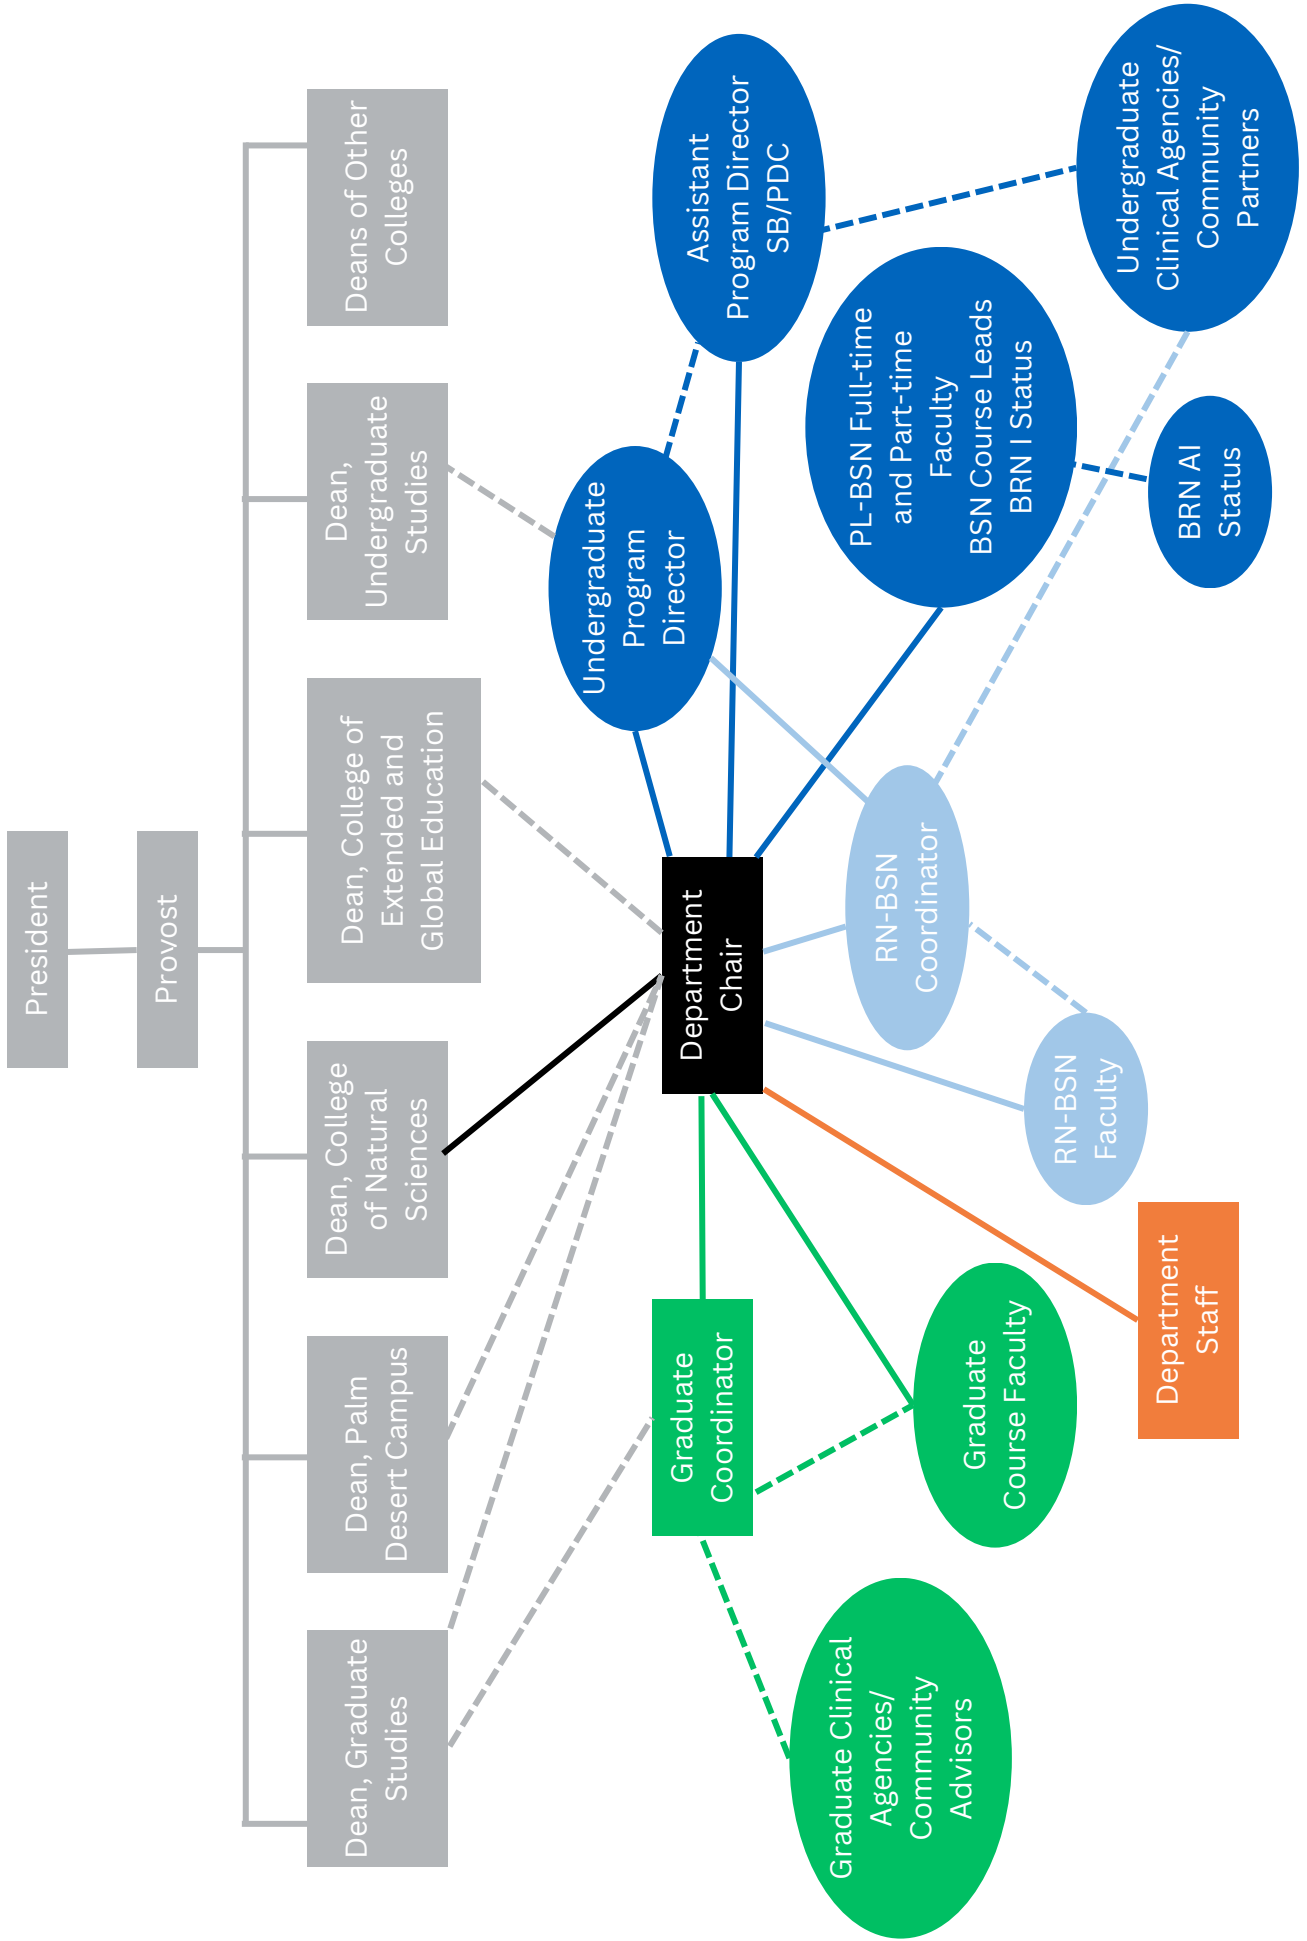 President
Provost
Dean, Graduate
Studies
Dean, Palm
Desert Campus
Dean, College
of Natural
Sciences
Dean, College of
Extended and
Global Education
Dean,
Undergraduate
Studies
Deans of Other
Colleges
Undergraduate
Program
Director
Assistant
Program Director
SB/PDC
Department
Chair
Graduate
Coordinator
Graduate Clinical
Agencies/
Community
Advisors
Graduate
Course Faculty
RN-BSN
Coordinator
PL-BSN Full-time
and Part-time
Faculty
BSN Course Leads
BRN I Status
RN-BSN
Faculty
Department
Staff
BRN AI
Status
Undergraduate
Clinical Agencies/
Community
Partners